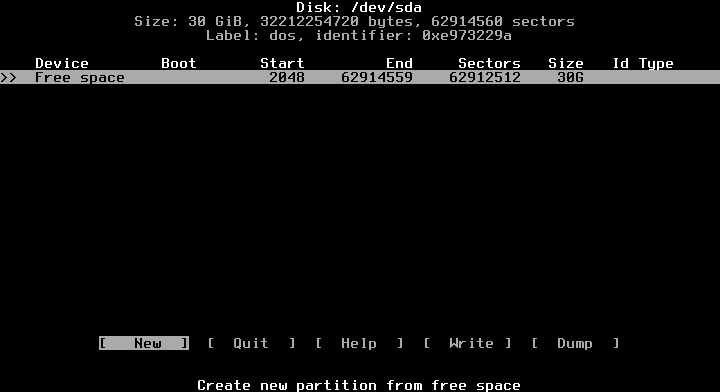 Disk: /dev/sda
Size: 30 GiB, 32212254720 bytes, 62914560 sectors
Label: dos, identifier: 0xe973229a
Device Boot Start End Sectors Size Id Type
>> Free space 2048 62914559 62912512 30G
[ New ] [ Quit ] [ Help ] [ Write ] [ Dump ]
Create new partition from free space